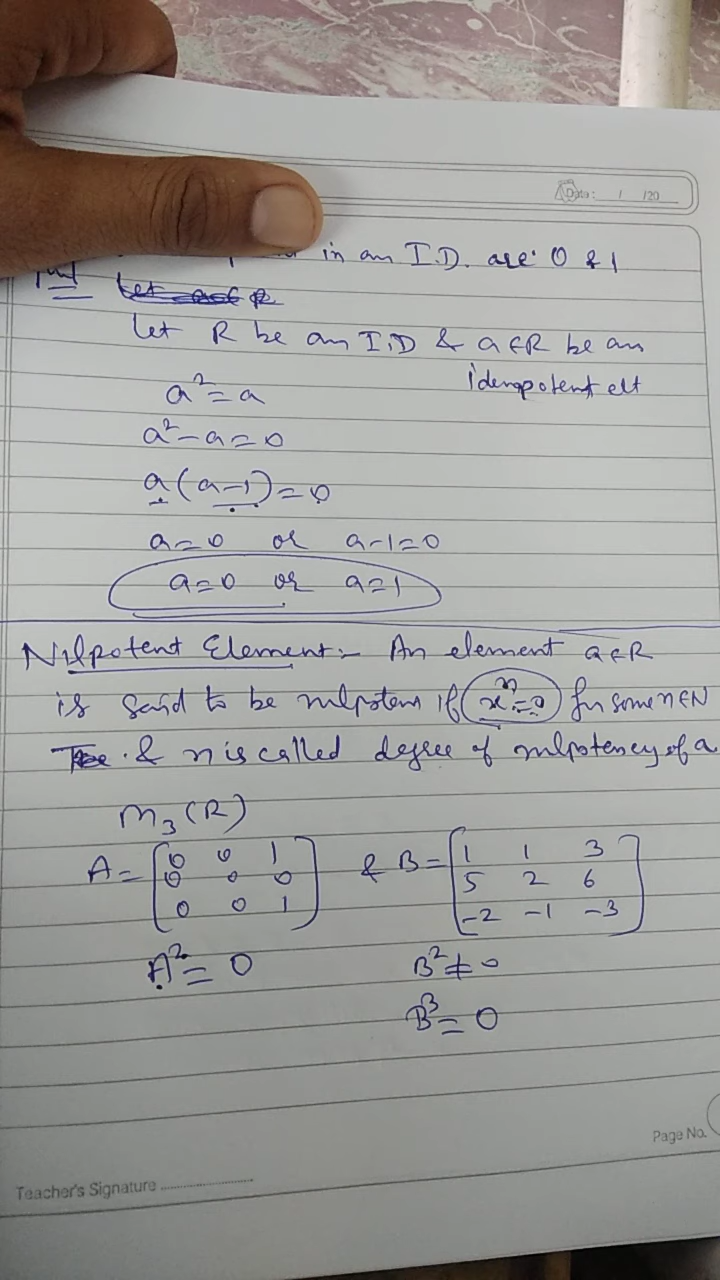 Date: / /20
in an I.D. are 0 & 1
Let a∈R
Let R be an I.D & a∈R be an
idempotent elt
a²=a
a²-a=0
a(a-1)=0
a=0 or a-1=0
a=0 or a=1
Nilpotent Element:- An element a∈R
is said to be nilpotent if xⁿ=0 for some n∈N
& n is called degree of nilpotency of a
M₃(R)
A= [0 0 1 & B= [1 1 3
0 0 0 5 2 6
0 0 1] -2 -1 -3]
A²=0 B²≠0
B³=0
Page No.
Teacher's Signature